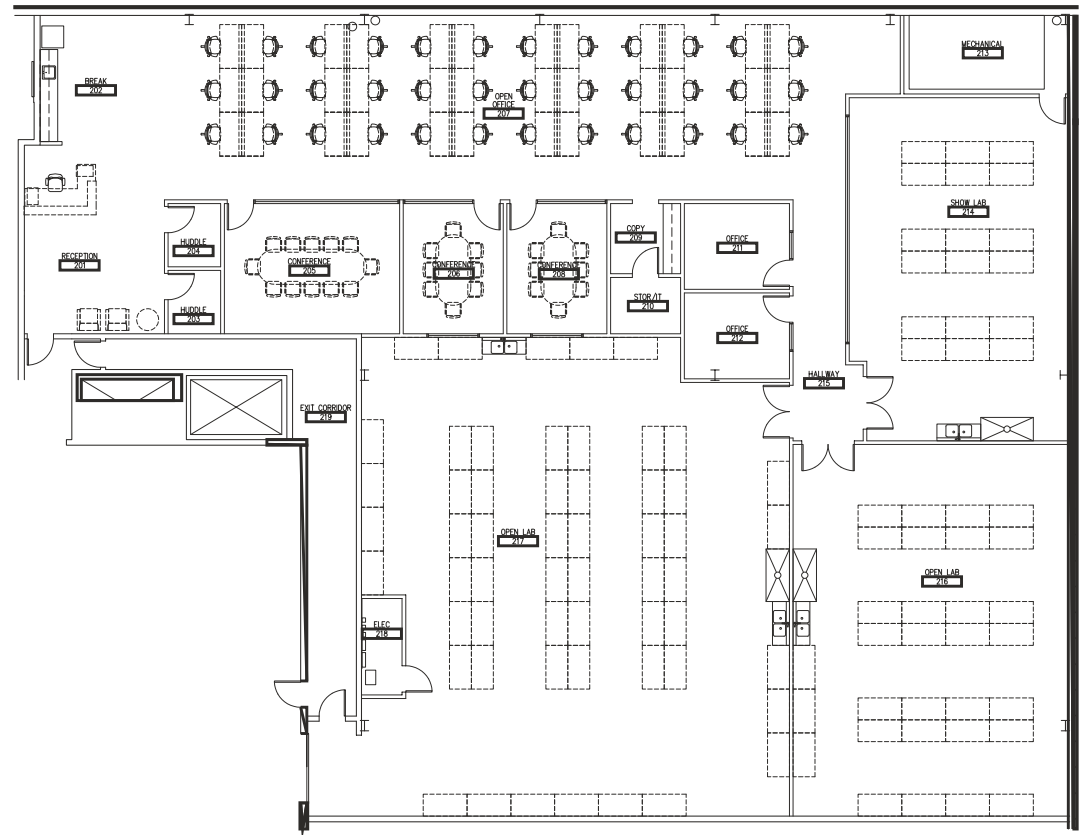 MECHANICAL
213
BREAK
202
OPEN
OFFICE
207
SHOW LAB
214
COPY
209
HUDDLE
204
OFFICE
211
RECEPTION
201
CONFERENCE
205
CONFERENCE
206
CONFERENCE
208
STOR/IT
210
HUDDLE
203
OFFICE
212
HALLWAY
215
EXIT CORRIDOR
219
OPEN LAB
217
OPEN LAB
216
ELEC
218